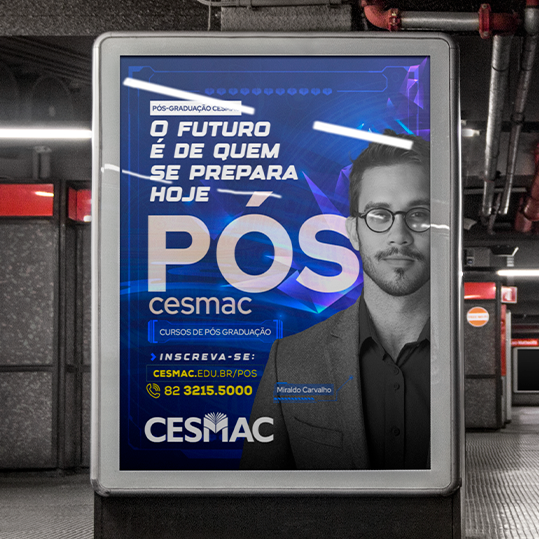 PÓS-GRADUAÇÃO
O FUTURO
É DE QUEM
SE PREPARA
HOJE
PÓS
cesmac
CURSOS DE PÓS GRADUAÇÃO
INSCREVA-SE:
CESMAC.EDU.BR/POS
82 3215.5000
Miraldo Carvalho
CESMAC